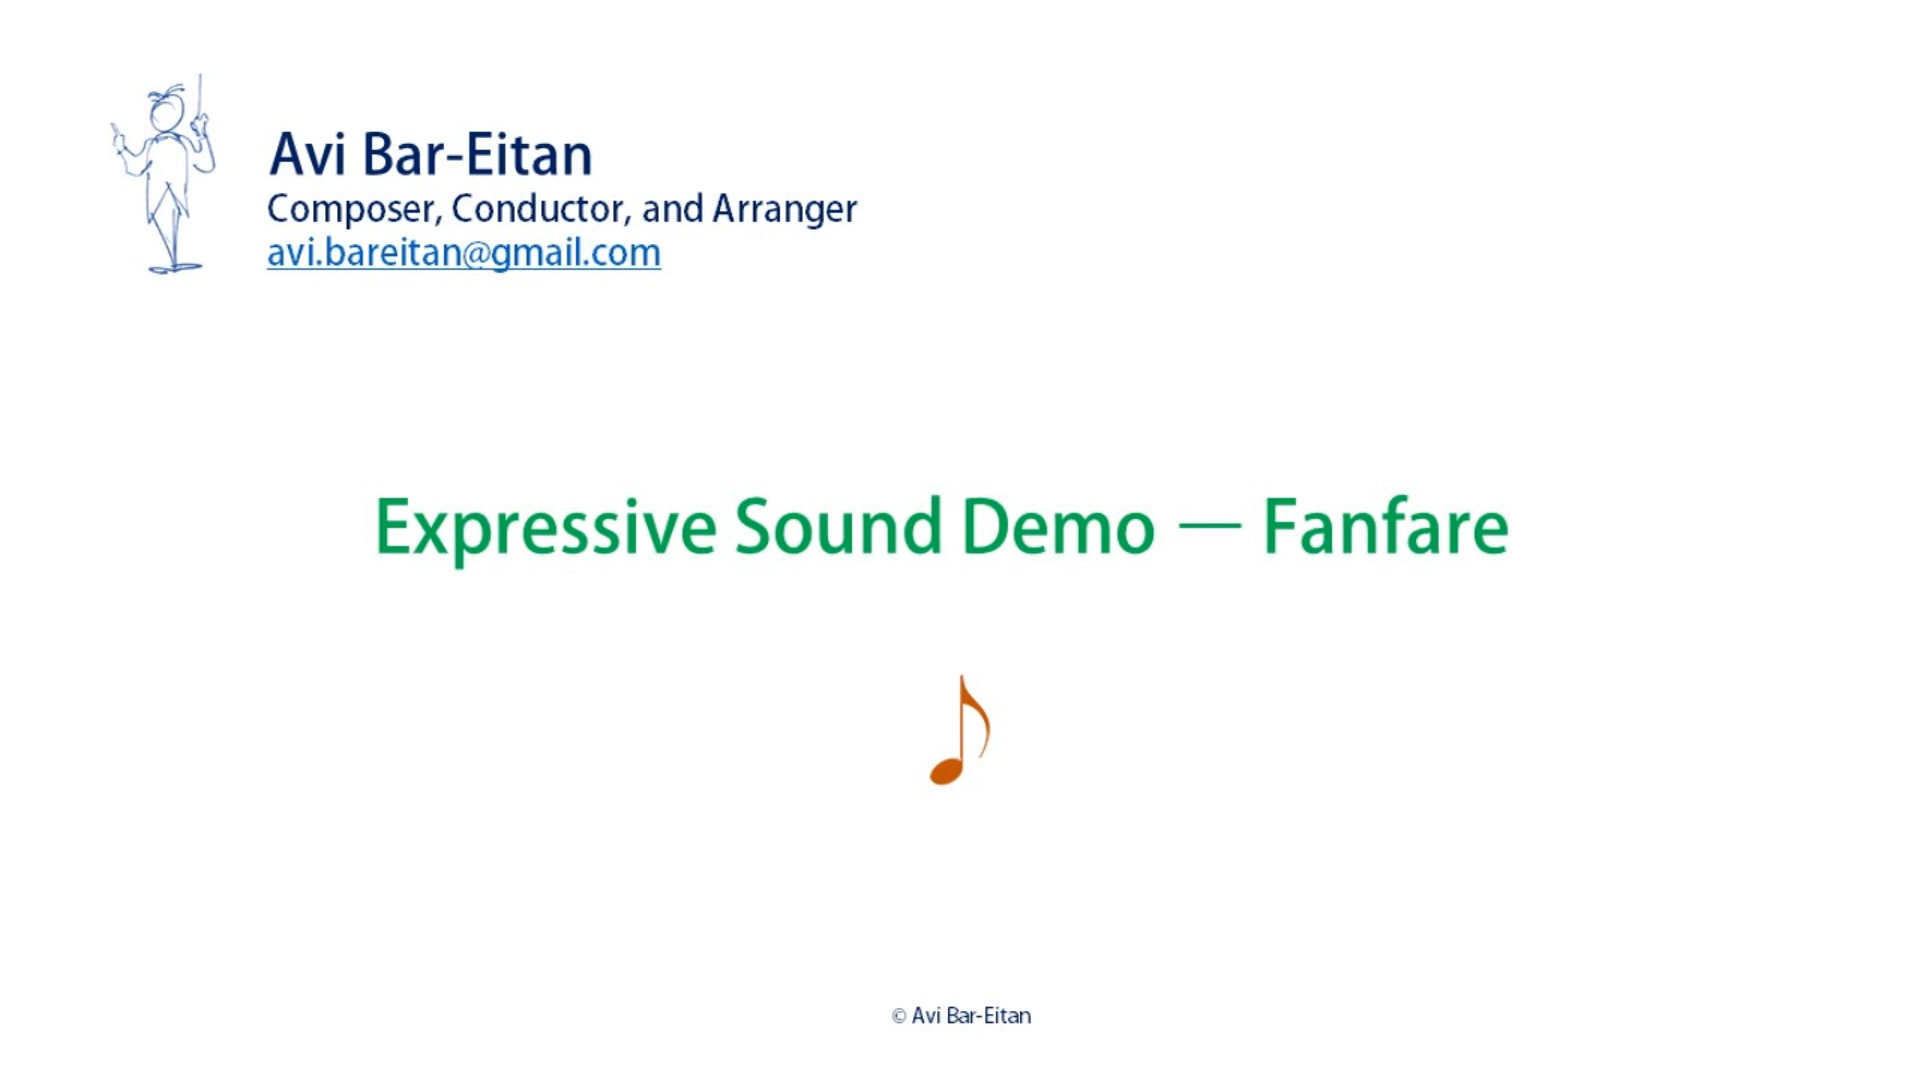 Avi Bar-Eitan
Composer, Conductor, and Arranger
avi.bareitan@gmail.com
Expressive Sound Demo — Fanfare
© Avi Bar-Eitan